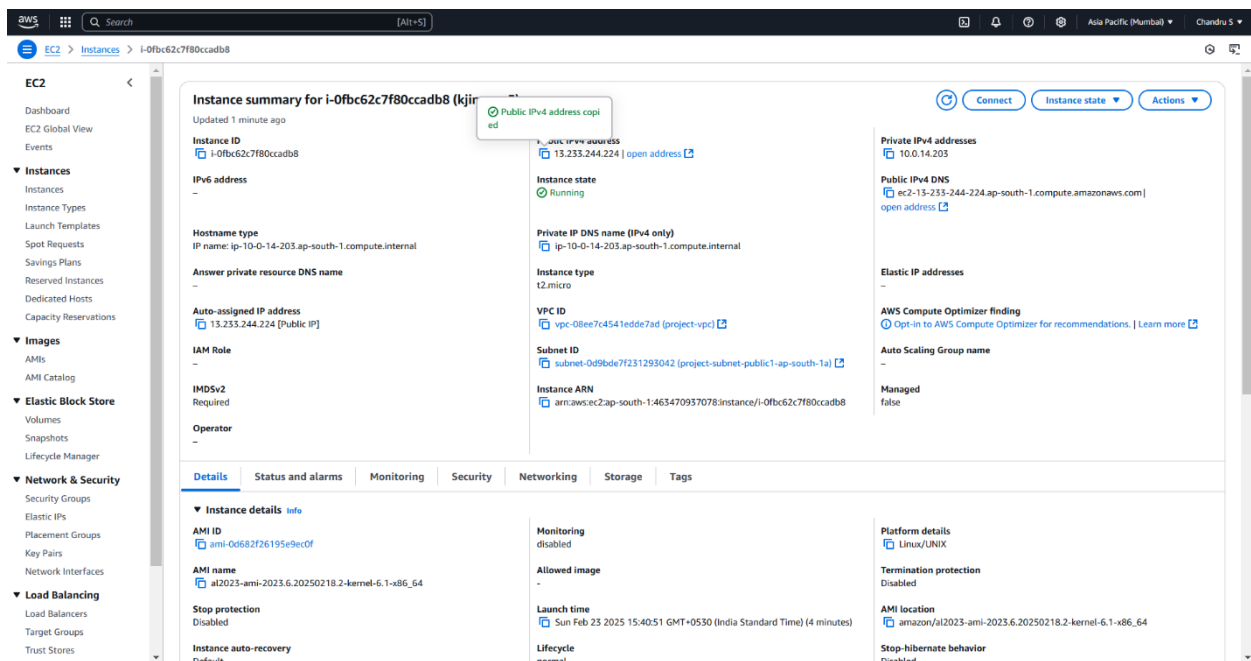 aws
Search
[Alt+S]
Asia Pacific (Mumbai) ▼
Chandru S ▼
EC2 > Instances > i-0fbc62c7f80ccadb8
EC2
Dashboard
EC2 Global View
Events
▼ Instances
Instances
Instance Types
Launch Templates
Spot Requests
Savings Plans
Reserved Instances
Dedicated Hosts
Capacity Reservations
▼ Images
AMIs
AMI Catalog
▼ Elastic Block Store
Volumes
Snapshots
Lifecycle Manager
▼ Network & Security
Security Groups
Elastic IPs
Placement Groups
Key Pairs
Network Interfaces
▼ Load Balancing
Load Balancers
Target Groups
Trust Stores
Instance summary for i-0fbc62c7f80ccadb8
Updated 1 minute ago
Public IPv4 address copi
ed
Connect
Instance state ▼
Actions ▼
Instance ID
i-0fbc62c7f80ccadb8
Public IPv4 address
13.233.244.224 | open address
Private IPv4 addresses
10.0.14.203
IPv6 address
–
Instance state
Running
Public IPv4 DNS
ec2-13-233-244-224.ap-south-1.compute.amazonaws.com |
open address
Hostname type
IP name: ip-10-0-14-203.ap-south-1.compute.internal
Private IP DNS name (IPv4 only)
ip-10-0-14-203.ap-south-1.compute.internal
Answer private resource DNS name
–
Instance type
t2.micro
Elastic IP addresses
–
Auto-assigned IP address
13.233.244.224 [Public IP]
VPC ID
vpc-08ee7c4541edde7ad (project-vpc)
AWS Compute Optimizer finding
Opt-in to AWS Compute Optimizer for recommendations. | Learn more
IAM Role
–
Subnet ID
subnet-0d9bde7f231293042 (project-subnet-public1-ap-south-1a)
Auto Scaling Group name
–
IMDSv2
Required
Instance ARN
arn:aws:ec2:ap-south-1:463470937078:instance/i-0fbc62c7f80ccadb8
Managed
false
Operator
–
Details
Status and alarms
Monitoring
Security
Networking
Storage
Tags
▼ Instance details Info
AMI ID
ami-0d682f26195e9ec0f
Monitoring
disabled
Platform details
Linux/UNIX
AMI name
al2023-ami-2023.6.20250218.2-kernel-6.1-x86_64
Allowed image
-
Termination protection
Disabled
Stop protection
Disabled
Launch time
Sun Feb 23 2025 15:40:51 GMT+0530 (India Standard Time) (4 minutes)
AMI location
amazon/al2023-ami-2023.6.20250218.2-kernel-6.1-x86_64
Instance auto-recovery
Default
Lifecycle
normal
Stop-hibernate behavior
Disabled